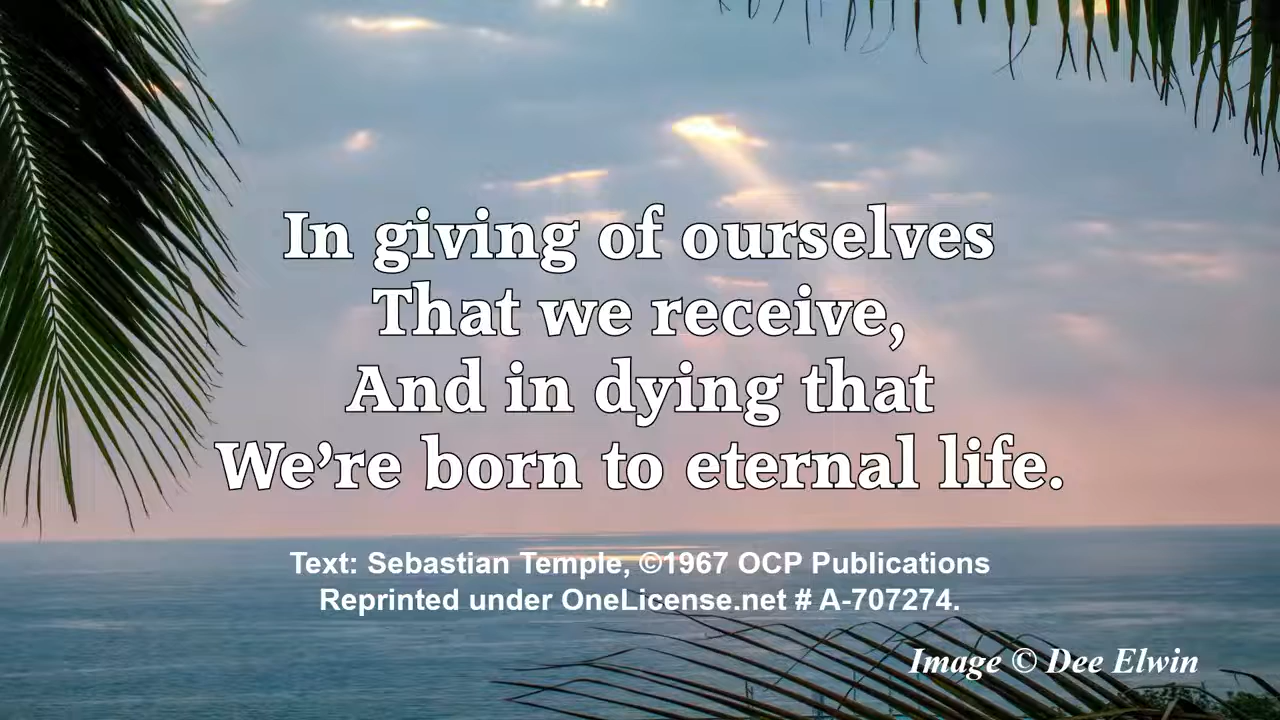 In giving of ourselves
That we receive,
And in dying that
We’re born to eternal life.
Text: Sebastian Temple, ©1967 OCP Publications
Reprinted under OneLicense.net # A-707274.
Image © Dee Elwin